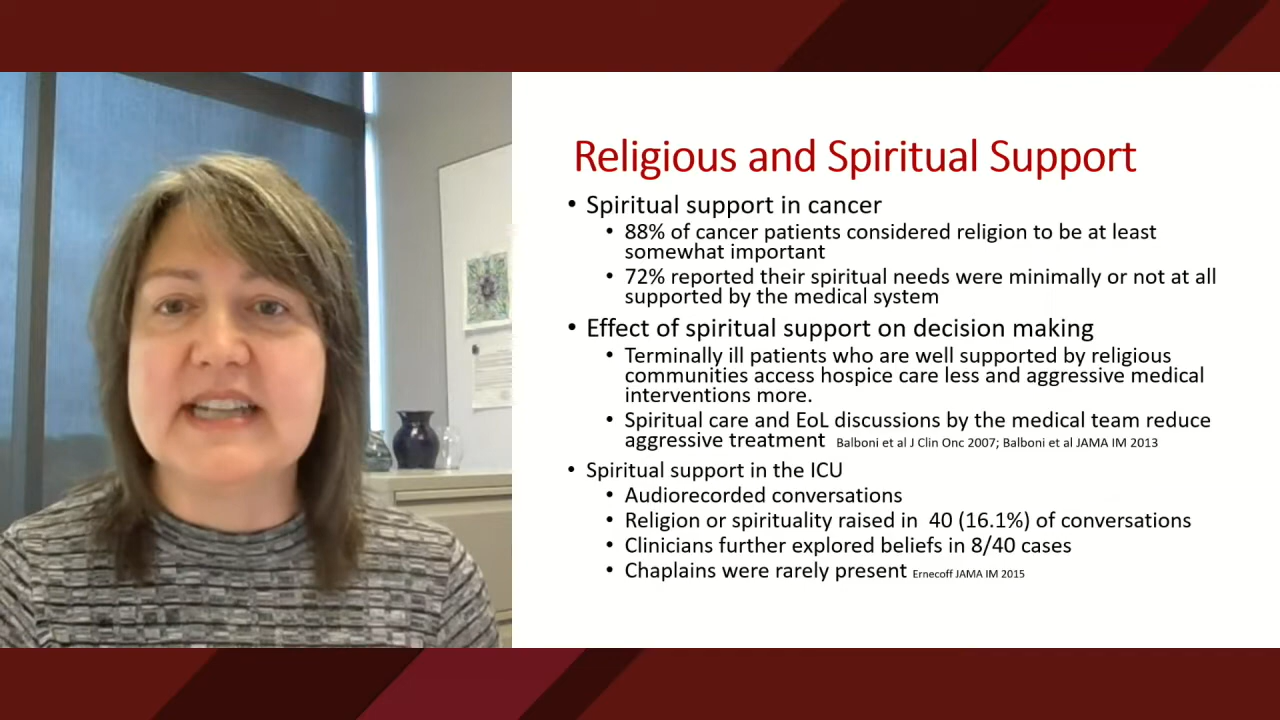 Religious and Spiritual Support
• Spiritual support in cancer
• 88% of cancer patients considered religion to be at least
somewhat important
• 72% reported their spiritual needs were minimally or not at all
supported by the medical system
• Effect of spiritual support on decision making
• Terminally ill patients who are well supported by religious
communities access hospice care less and aggressive medical
interventions more.
• Spiritual care and EoL discussions by the medical team reduce
aggressive treatment Balboni et al J Clin Onc 2007; Balboni et al JAMA IM 2013
• Spiritual support in the ICU
• Audiorecorded conversations
• Religion or spirituality raised in 40 (16.1%) of conversations
• Clinicians further explored beliefs in 8/40 cases
• Chaplains were rarely present Ernecoff JAMA IM 2015